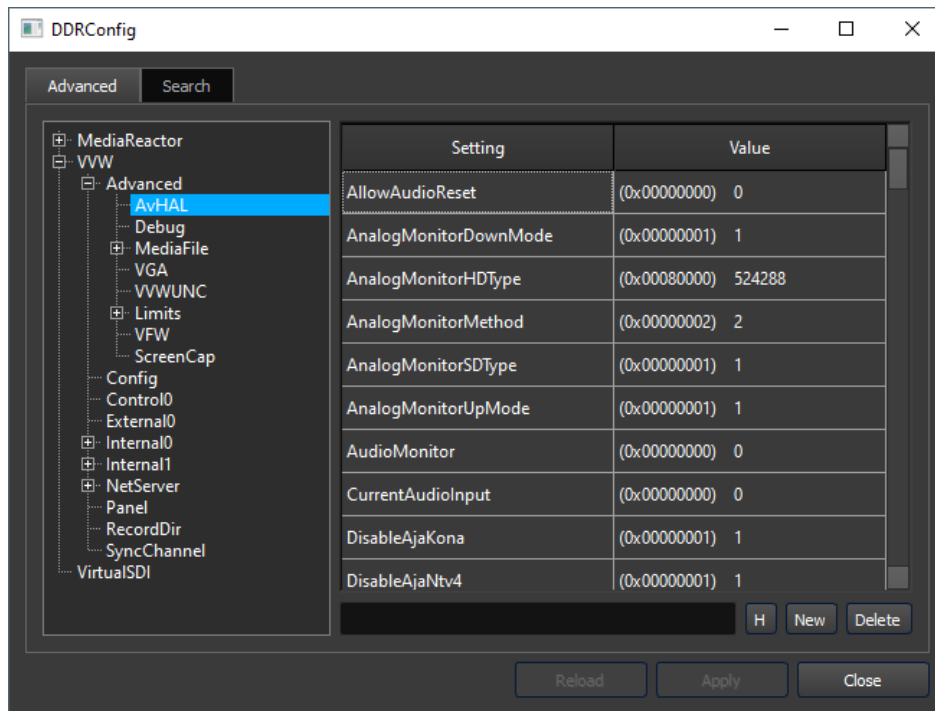 DDRConfig
Advanced Search
MediaReactor
VVW
Advanced
AvHAL
Debug
MediaFile
VGA
VVWUNC
Limits
VFW
ScreenCap
Config
Control0
External0
Internal0
Internal1
NetServer
Panel
RecordDir
SyncChannel
VirtualSDI
Setting Value
AllowAudioReset (0x00000000) 0
AnalogMonitorDownMode (0x00000001) 1
AnalogMonitorHDType (0x00080000) 524288
AnalogMonitorMethod (0x00000002) 2
AnalogMonitorSDType (0x00000001) 1
AnalogMonitorUpMode (0x00000001) 1
AudioMonitor (0x00000000) 0
CurrentAudioInput (0x00000000) 0
DisableAjaKona (0x00000001) 1
DisableAjaNtv4 (0x00000001) 1
H New Delete
Reload Apply Close